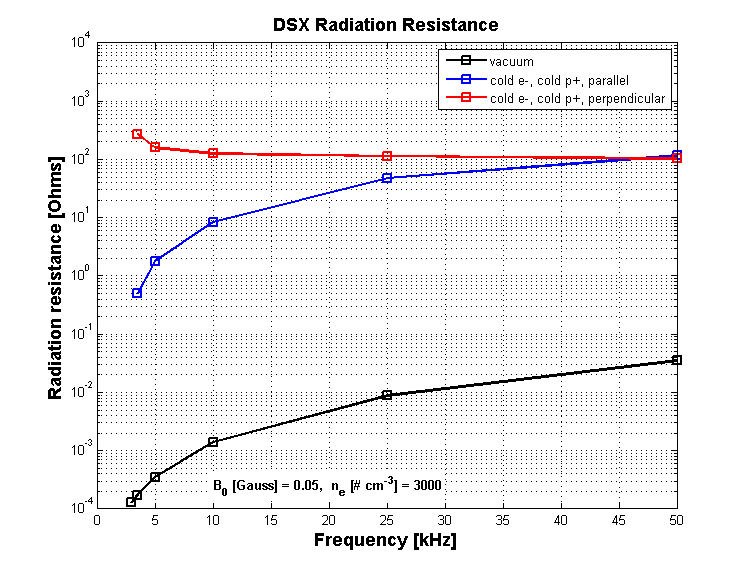 DSX Radiation Resistance
vacuum
cold e-, cold p+, parallel
cold e-, cold p+, perpendicular
Radiation resistance [Ohms]
10^4
10^3
10^2
10^1
10^0
10^-1
10^-2
10^-3
10^-4
B_0 [Gauss] = 0.05, n_e [# cm^-3] = 3000
0 5 10 15 20 25 30 35 40 45 50
Frequency [kHz]